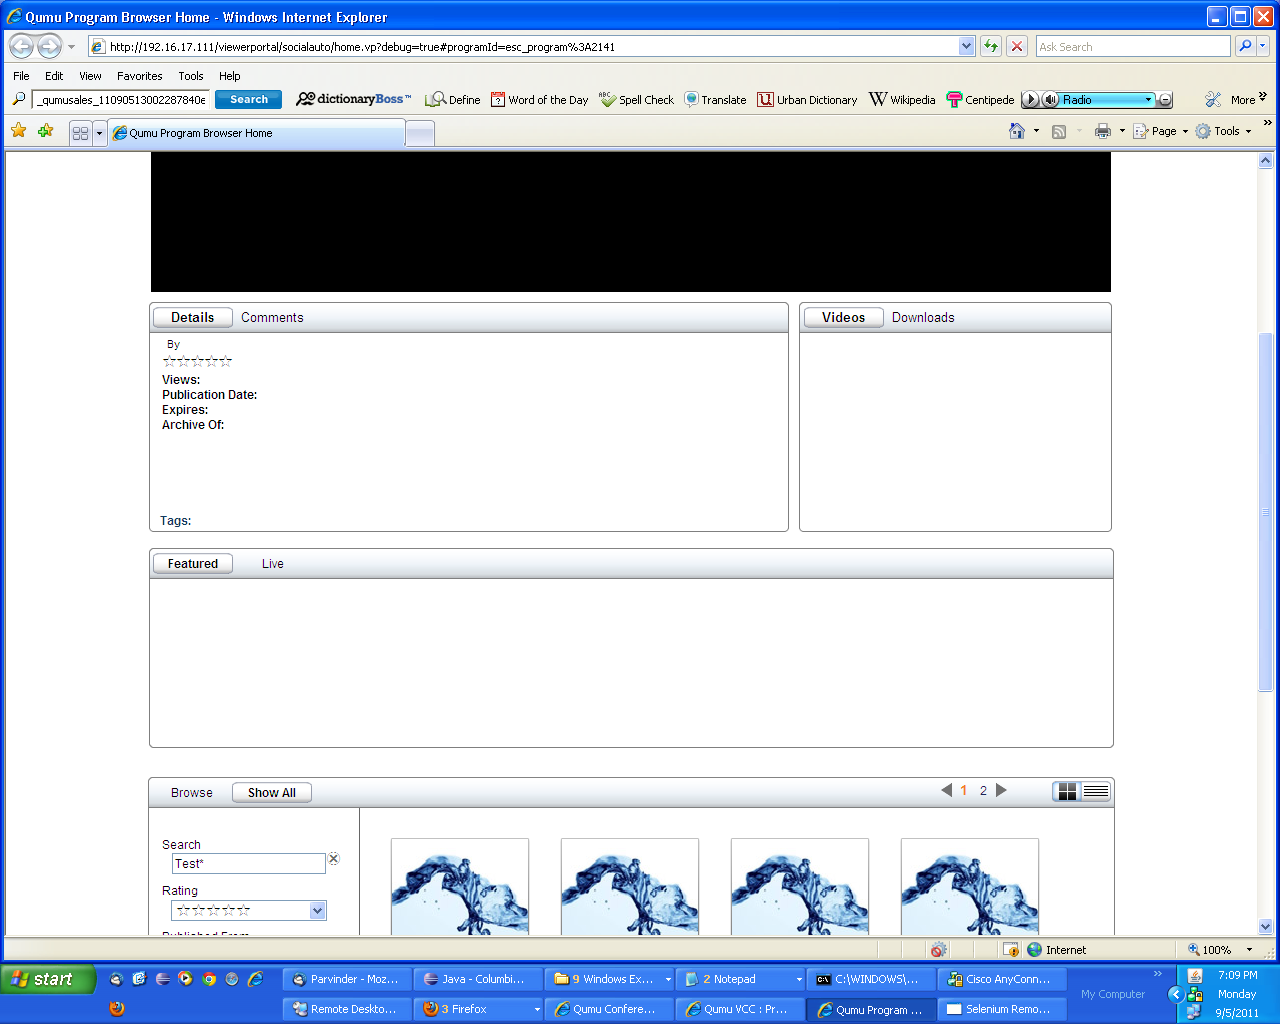 Qumu Program Browser Home - Windows Internet Explorer
http://192.16.17.111/viewerportal/socialauto/home.vp?debug=true#programId=esc_program%3A2141
Ask Search
File Edit View Favorites Tools Help
_qumusales_11090513002287840e Search dictionaryBoss™ Define Word of the Day ABC Spell Check Translate Urban Dictionary Wikipedia Centipede Radio More
Qumu Program Browser Home Page Tools
Details Comments
Videos Downloads
By
Views:
Publication Date:
Expires:
Archive Of:
Tags:
Featured Live
Browse Show All 1 2
Search
Test*
Rating
Internet 100%
start Parvinder - Moz... Java - Columbi... 9 Windows Ex... 2 Notepad C:\WINDOWS\... Cisco AnyConn... 7:09 PM
My Computer Monday
Remote Deskto... 3 Firefox Qumu Confere... Qumu VCC : Pr... Qumu Program ... Selenium Remo... 9/5/2011